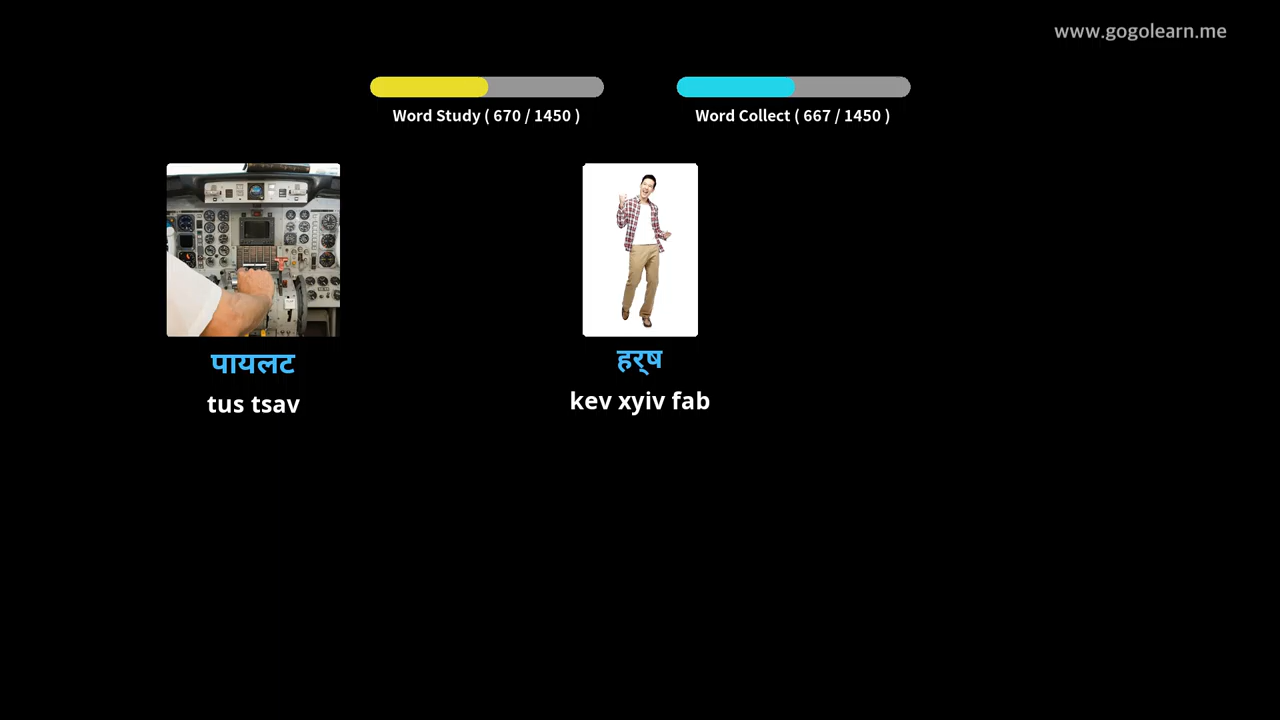 www.gogolearn.me
Word Study ( 670 / 1450 )
Word Collect ( 667 / 1450 )
पायलट
tus tsav
हर्ष
kev xyiv fab